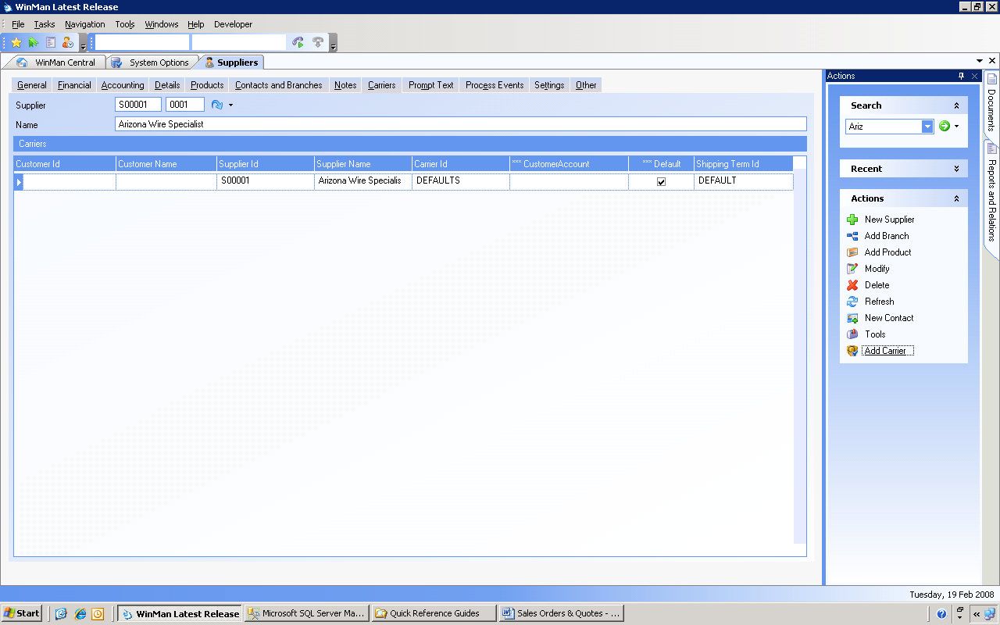 WinMan Latest Release
File Tasks Navigation Tools Windows Help Developer
WinMan Central System Options Suppliers
General Financial Accounting Details Products Contacts and Branches Notes Carriers Prompt Text Process Events Settings Other
Supplier S00001 0001
Name Arizona Wire Specialist
Carriers
Customer Id Customer Name Supplier Id Supplier Name Carrier Id *** CustomerAccount *** Default Shipping Term Id
S00001 Arizona Wire Specialis DEFAULTS DEFAULT
Actions
Search
Ariz
Recent
Actions
New Supplier
Add Branch
Add Product
Modify
Delete
Refresh
New Contact
Tools
Add Carrier
Documents
Reports and Relations
Tuesday, 19 Feb 2008
Start WinMan Latest Release Microsoft SQL Server Ma... Quick Reference Guides Sales Orders & Quotes - ...